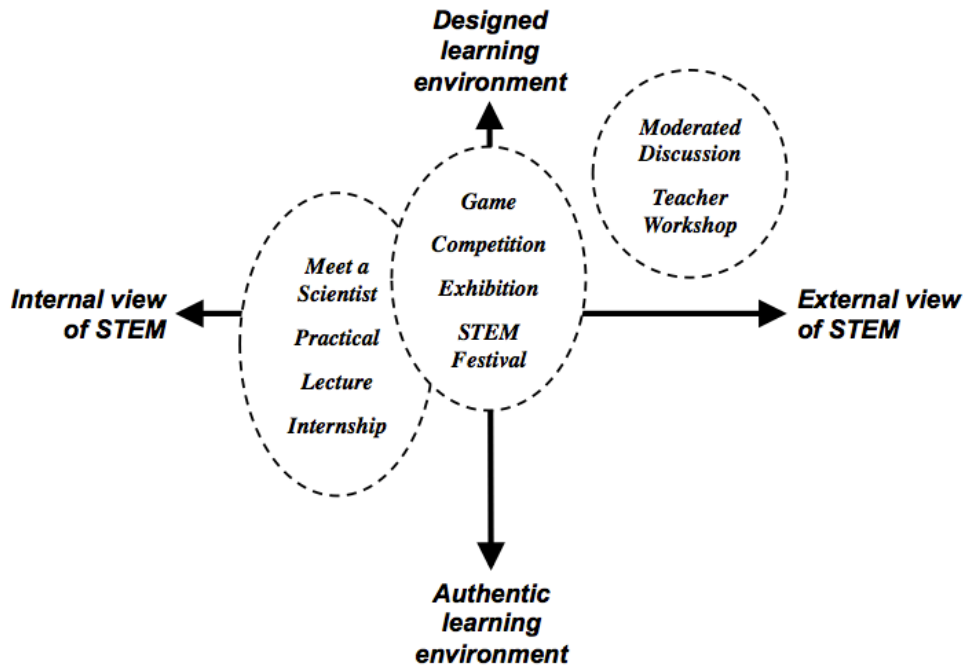 Designed
learning
environment
Moderated
Discussion
Teacher
Workshop
Game
Competition
Exhibition
STEM
Festival
Meet a
Scientist
Practical
Lecture
Internship
Internal view
of STEM
External view
of STEM
Authentic
learning
environment